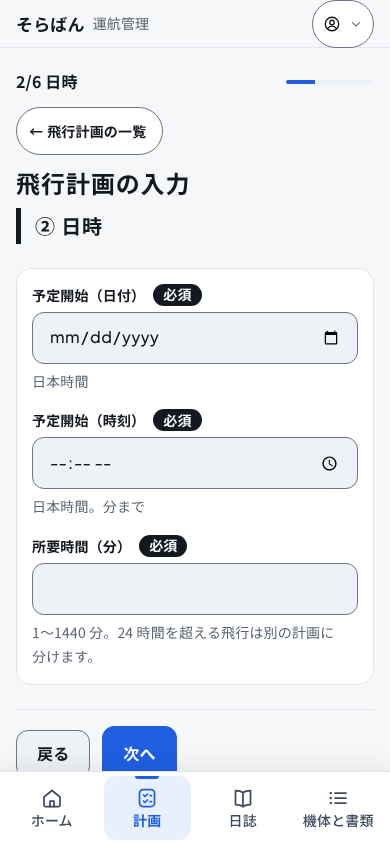 そらばん 運航管理
2/6 日時
← 飛行計画の一覧
飛行計画の入力
② 日時
予定開始（日付） 必須
mm/dd/yyyy
日本時間
予定開始（時刻） 必須
--:-- --
日本時間。分まで
所要時間（分） 必須
1〜1440 分。24 時間を超える飛行は別の計画に
分けます。
戻る 次へ
ホーム 計画 日誌 機体と書類